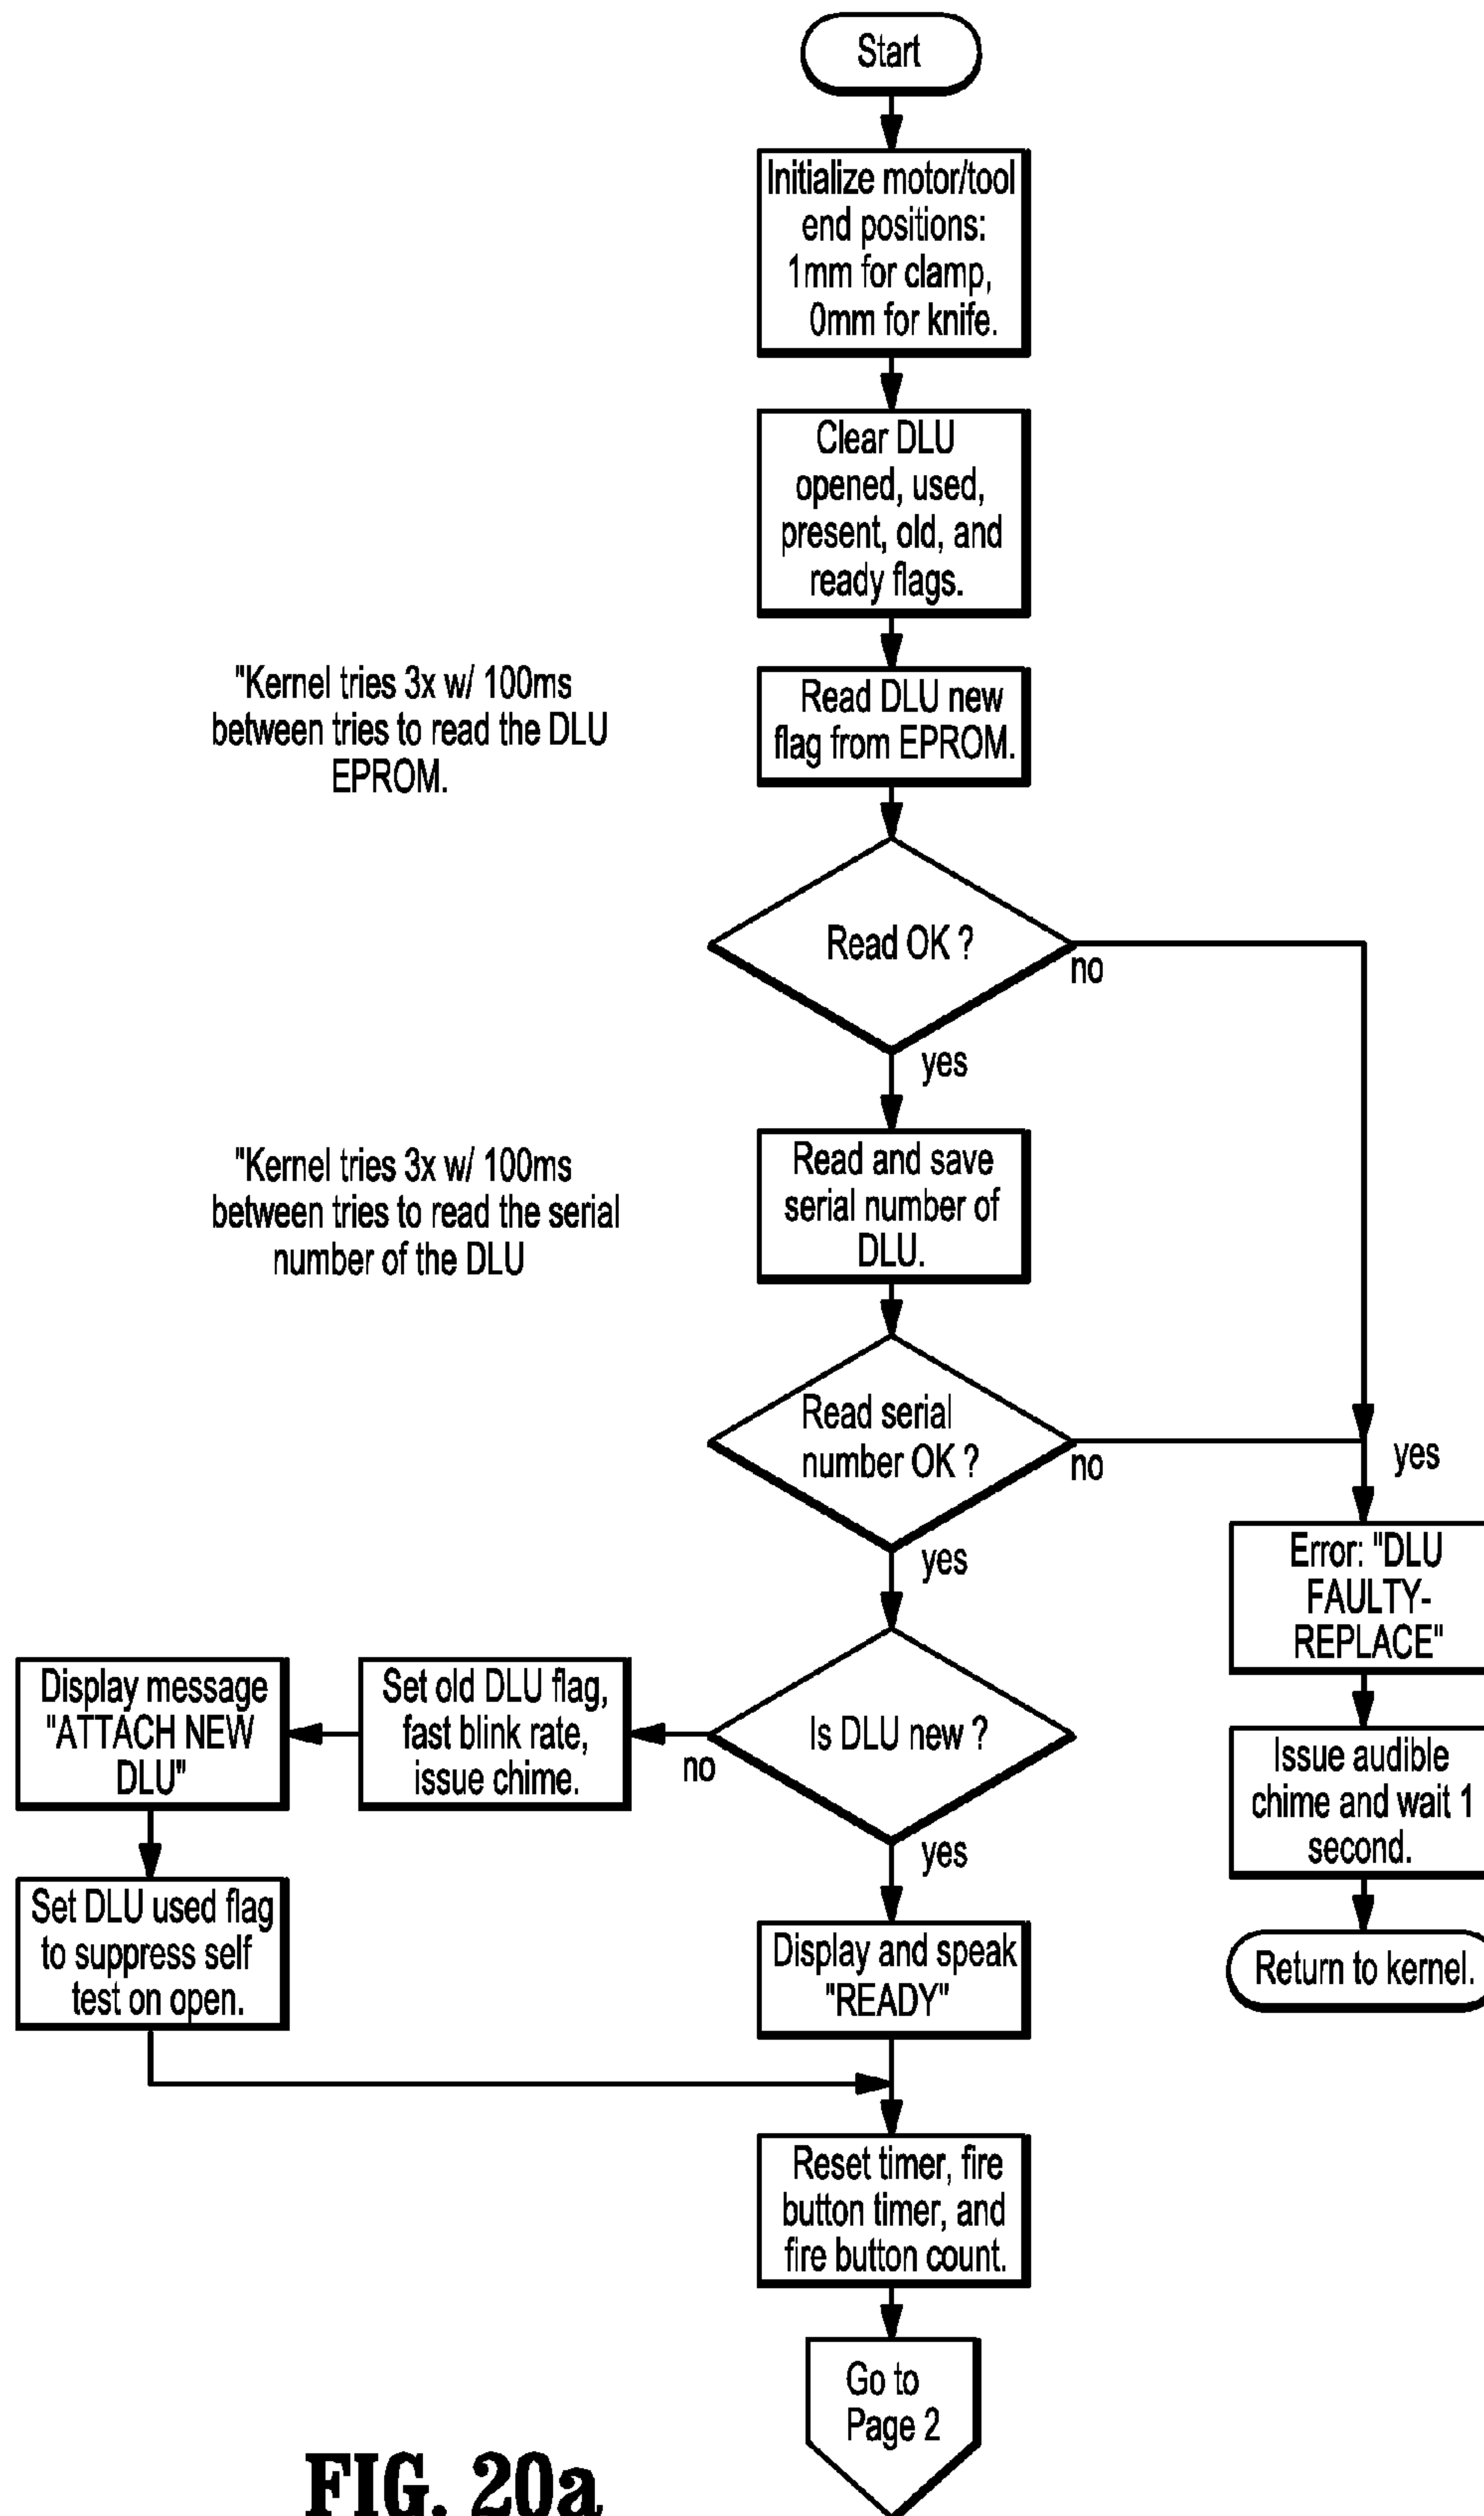 Start
Initialize motor/tool
end positions:
1mm for clamp,
0mm for knife.
Clear DLU
opened, used,
present, old, and
ready flags.
"Kernel tries 3x w/ 100ms
between tries to read the DLU
EPROM.
Read DLU new
flag from EPROM.
Read OK ?
no
yes
"Kernel tries 3x w/ 100ms
between tries to read the serial
number of the DLU
Read and save
serial number of
DLU.
Read serial
number OK ?
no
yes
yes
Error: "DLU
FAULTY-
REPLACE"
Issue audible
chime and wait 1
second.
Return to kernel.
Is DLU new ?
no
yes
Set old DLU flag,
fast blink rate,
issue chime.
Display message
"ATTACH NEW
DLU"
Set DLU used flag
to suppress self
test on open.
Display and speak
"READY"
Reset timer, fire
button timer, and
fire button count.
Go to
Page 2
FIG. 20a